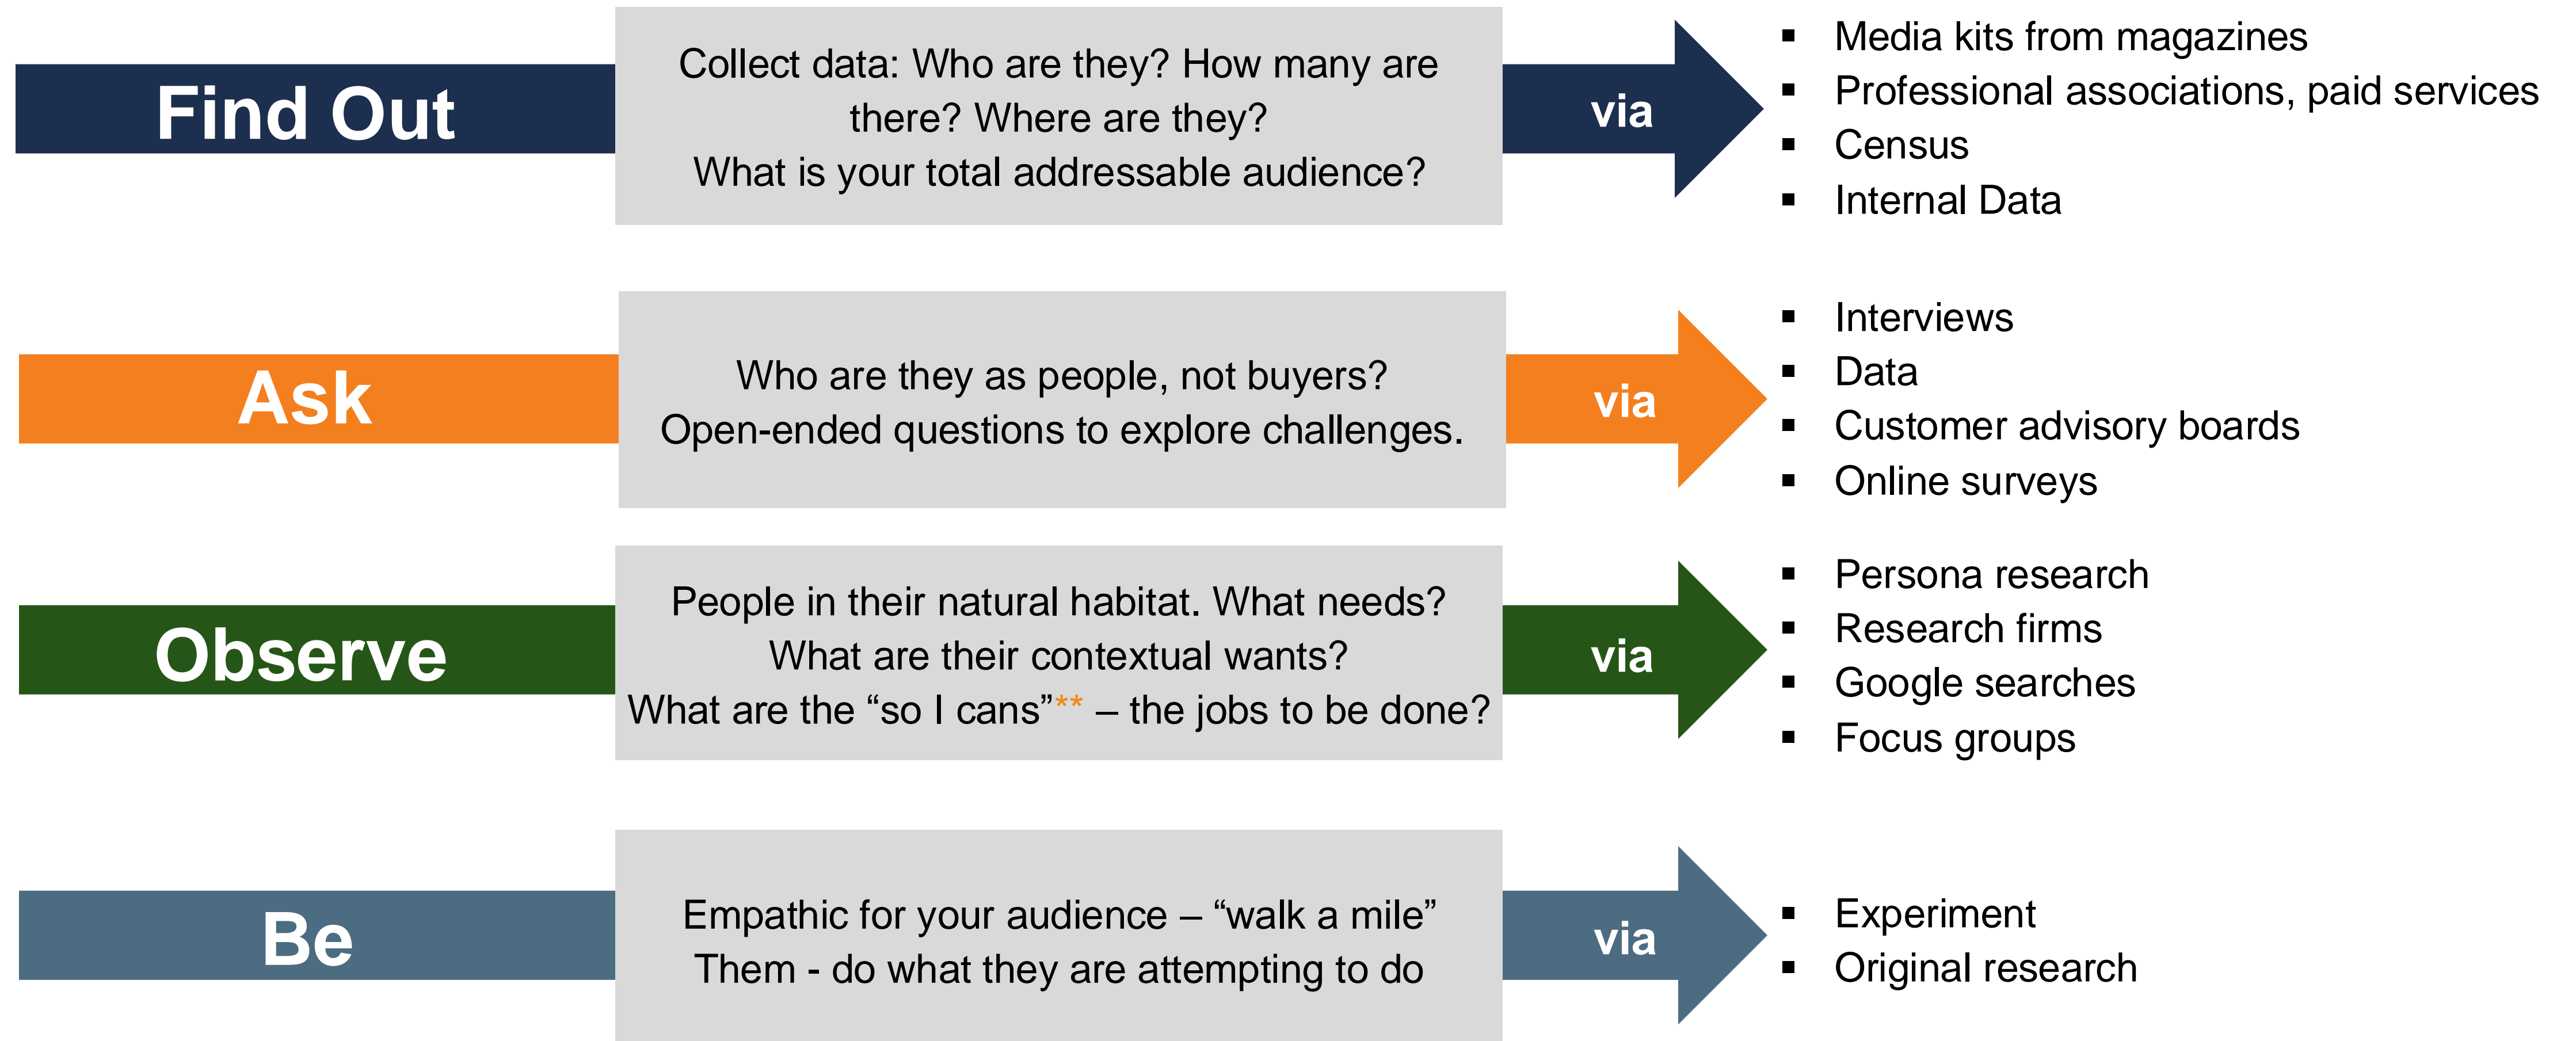 Find Out
Collect data: Who are they? How many are
there? Where are they?
What is your total addressable audience?
via
▪ Media kits from magazines
▪ Professional associations, paid services
▪ Census
▪ Internal Data
Ask
Who are they as people, not buyers?
Open-ended questions to explore challenges.
via
▪ Interviews
▪ Data
▪ Customer advisory boards
▪ Online surveys
Observe
People in their natural habitat. What needs?
What are their contextual wants?
What are the “so I cans”** – the jobs to be done?
via
▪ Persona research
▪ Research firms
▪ Google searches
▪ Focus groups
Be
Empathic for your audience – “walk a mile”
Them - do what they are attempting to do
via
▪ Experiment
▪ Original research